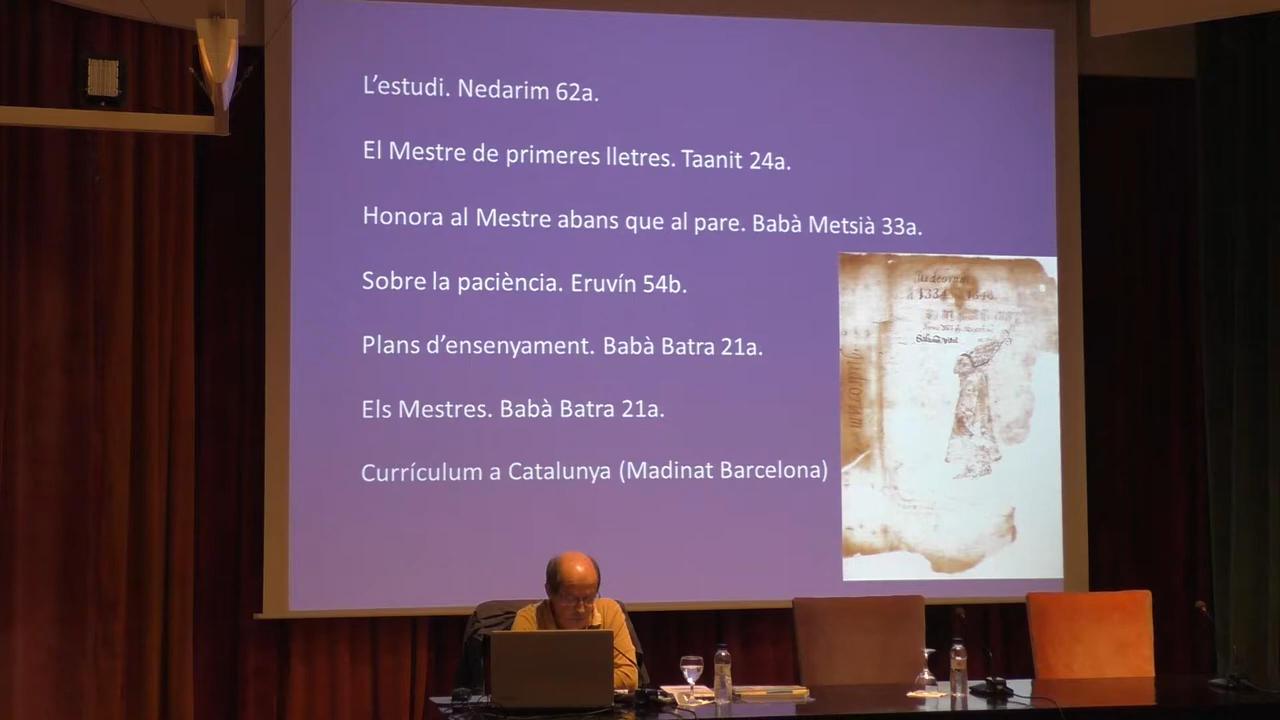 L'estudi. Nedarim 62a.
El Mestre de primeres lletres. Taanit 24a.
Honora al Mestre abans que al pare. Babà Metsià 33a.
Sobre la paciència. Eruvín 54b.
Plans d'ensenyament. Babà Batra 21a.
Els Mestres. Babà Batra 21a.
Currículum a Catalunya (Madinat Barcelona)